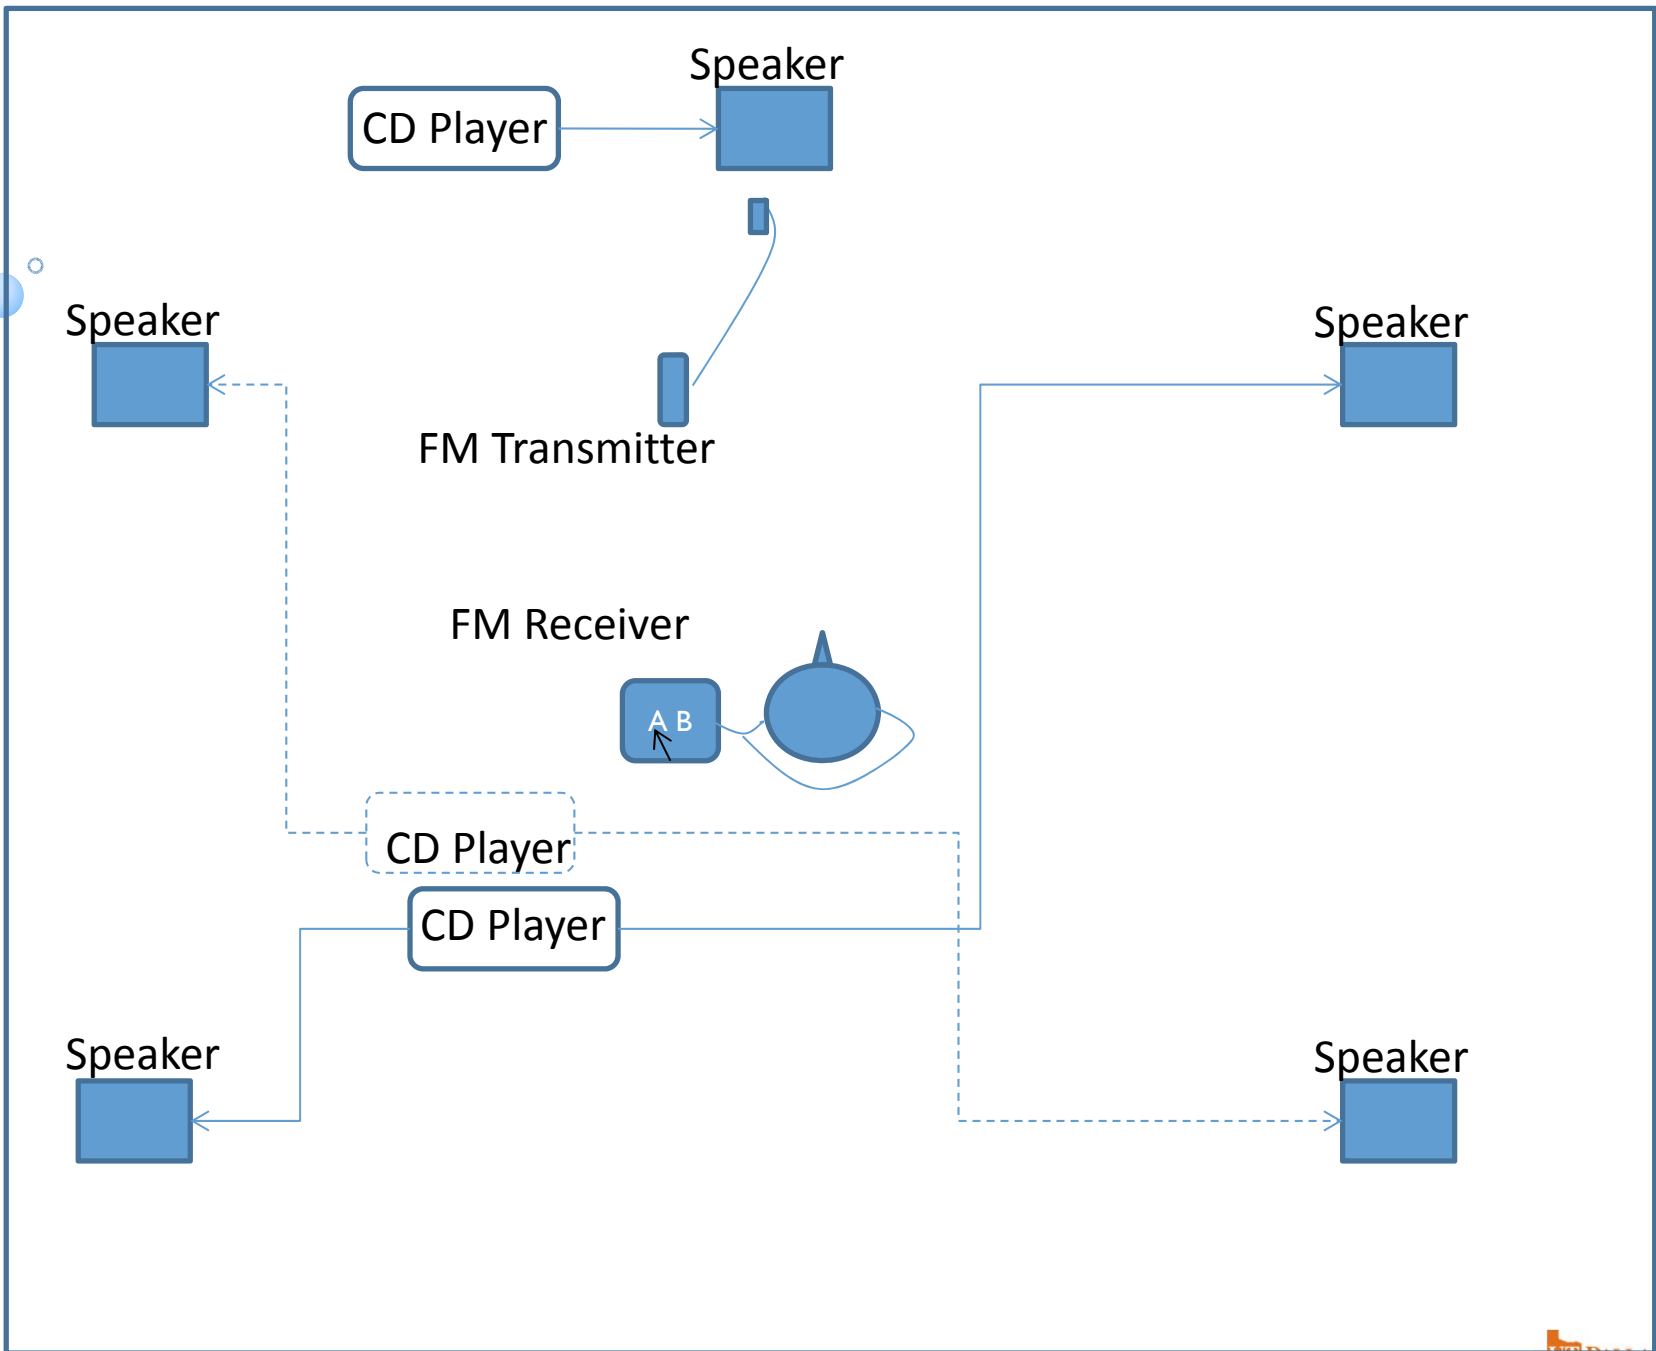 Speaker
CD Player
Speaker
Speaker
FM Transmitter
FM Receiver
A B
CD Player
CD Player
Speaker
Speaker